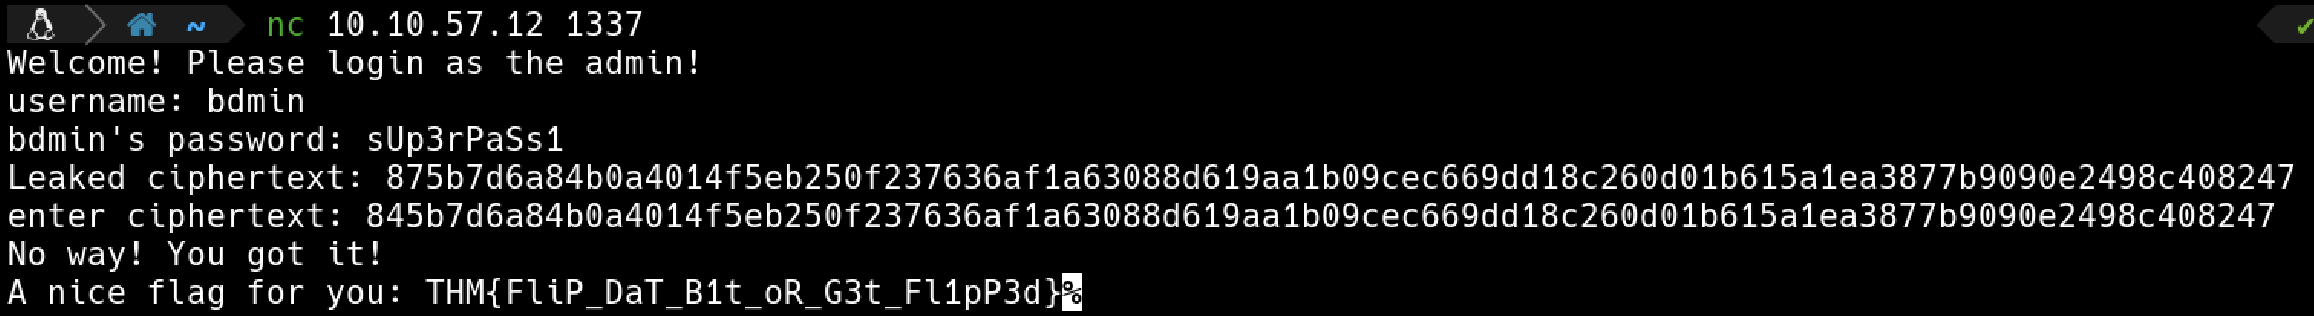 ~ nc 10.10.57.12 1337
Welcome! Please login as the admin!
username: bdmin
bdmin's password: sUp3rPaSs1
Leaked ciphertext: 875b7d6a84b0a4014f5eb250f237636af1a63088d619aa1b09cec669dd18c260d01b615a1ea3877b9090e2498c408247
enter ciphertext: 845b7d6a84b0a4014f5eb250f237636af1a63088d619aa1b09cec669dd18c260d01b615a1ea3877b9090e2498c408247
No way! You got it!
A nice flag for you: THM{FliP_DaT_B1t_oR_G3t_Fl1pP3d}%